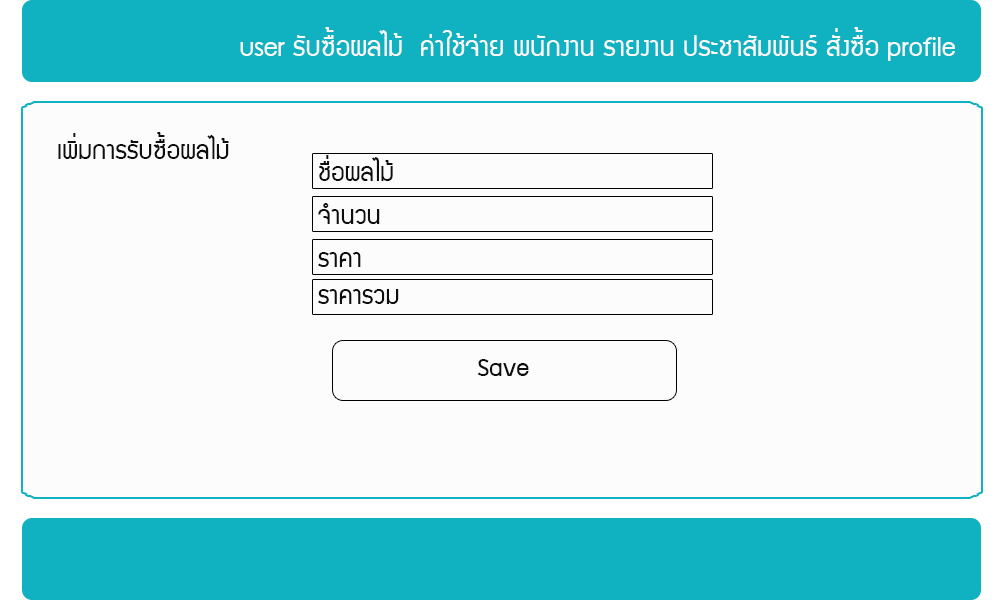 user รับซื้อผลไม้ ค่าใช้จ่าย พนักงาน รายงาน ประชาสัมพันธ์ สั่งซื้อ profile
เพิ่มการรับซื้อผลไม้
ชื่อผลไม้
จำนวน
ราคา
ราคารวม
Save